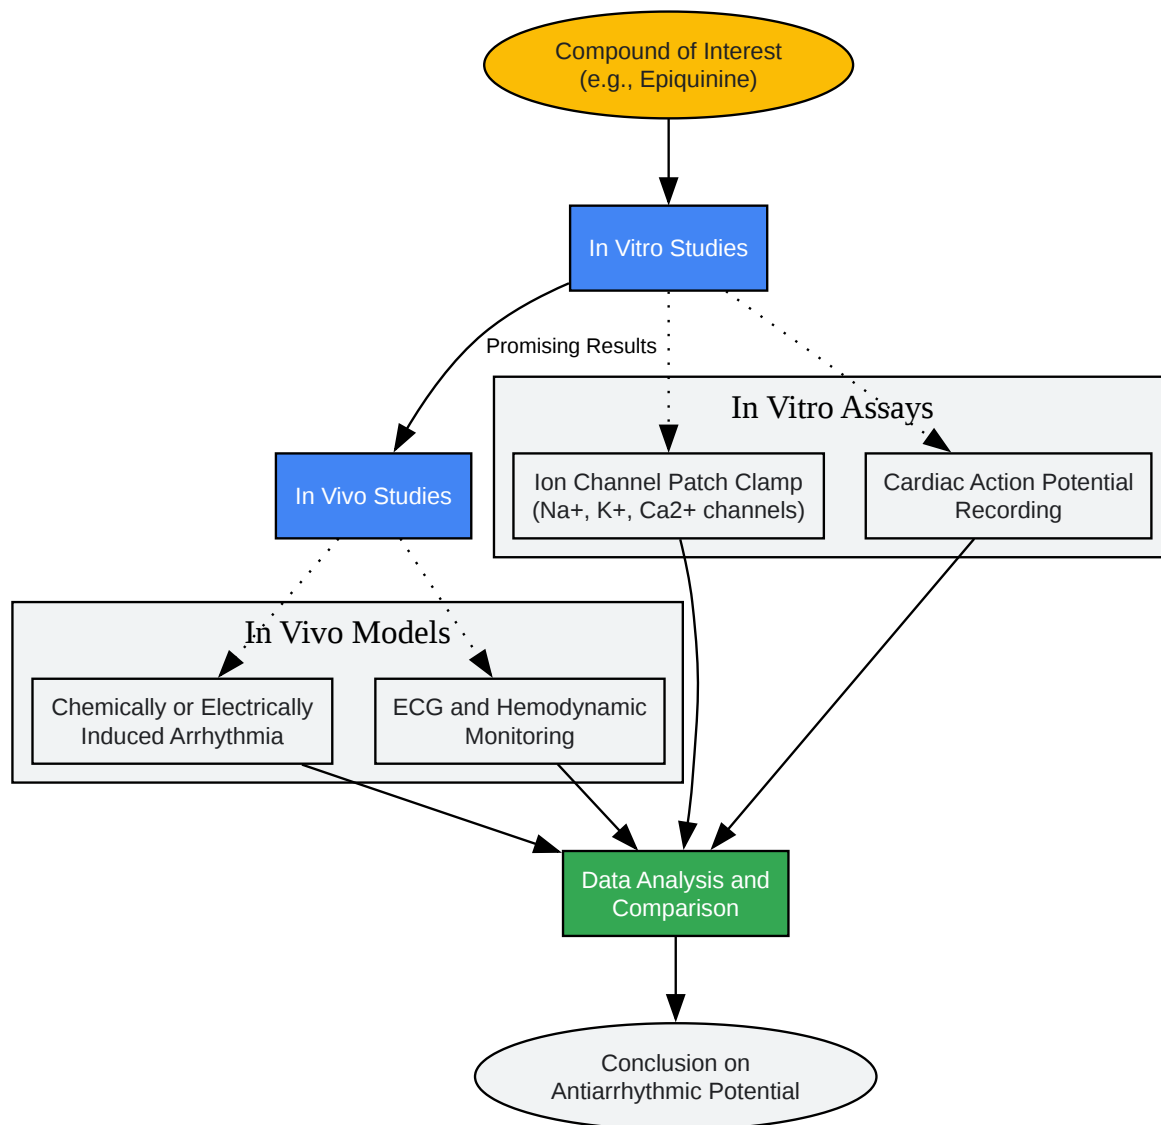 Compound of Interest
(e.g., Epiquinine)
In Vitro Studies
Promising Results
In Vitro Assays
In Vivo Studies
Ion Channel Patch Clamp
(Na+, K+, Ca2+ channels)
Cardiac Action Potential
Recording
In Vivo Models
Chemically or Electrically
Induced Arrhythmia
ECG and Hemodynamic
Monitoring
Data Analysis and
Comparison
Conclusion on
Antiarrhythmic Potential